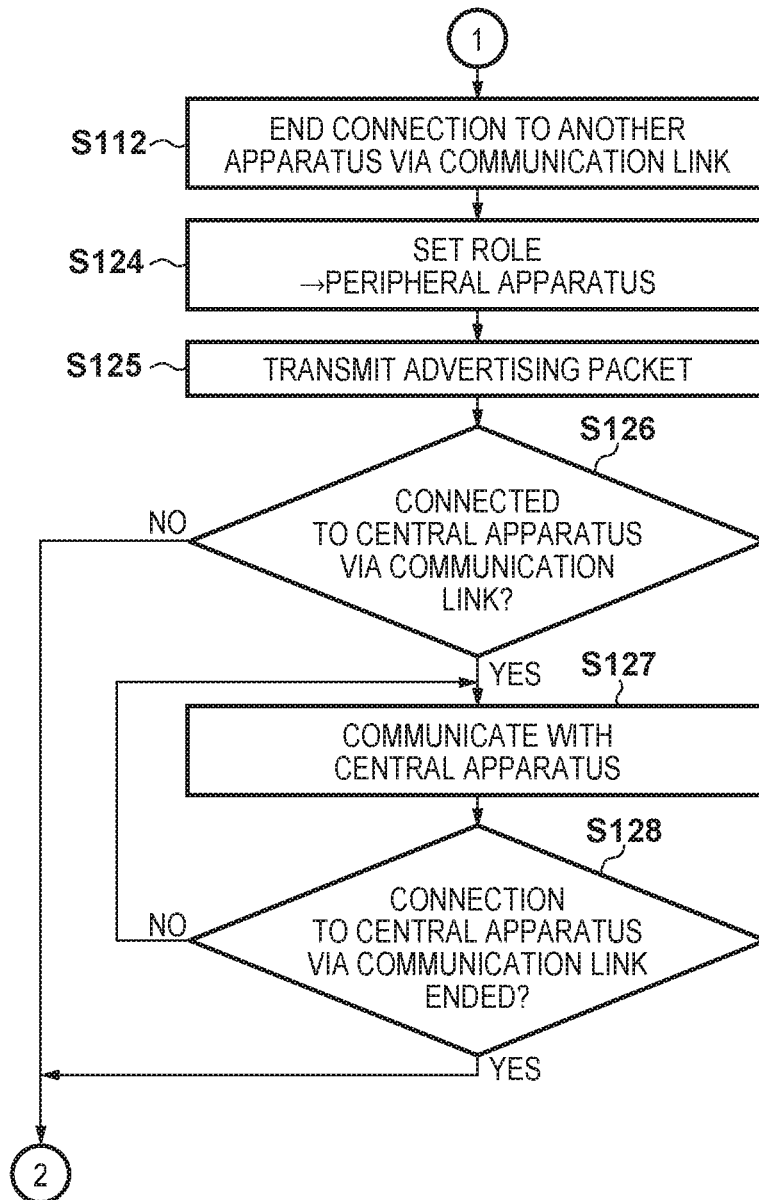 1
S112
END CONNECTION TO ANOTHER
APPARATUS VIA COMMUNICATION LINK
S124
SET ROLE
→PERIPHERAL APPARATUS
S125
TRANSMIT ADVERTISING PACKET
S126
CONNECTED
TO CENTRAL APPARATUS
VIA COMMUNICATION
LINK?
NO
YES
S127
COMMUNICATE WITH
CENTRAL APPARATUS
S128
CONNECTION
TO CENTRAL APPARATUS
VIA COMMUNICATION LINK
ENDED?
NO
YES
2